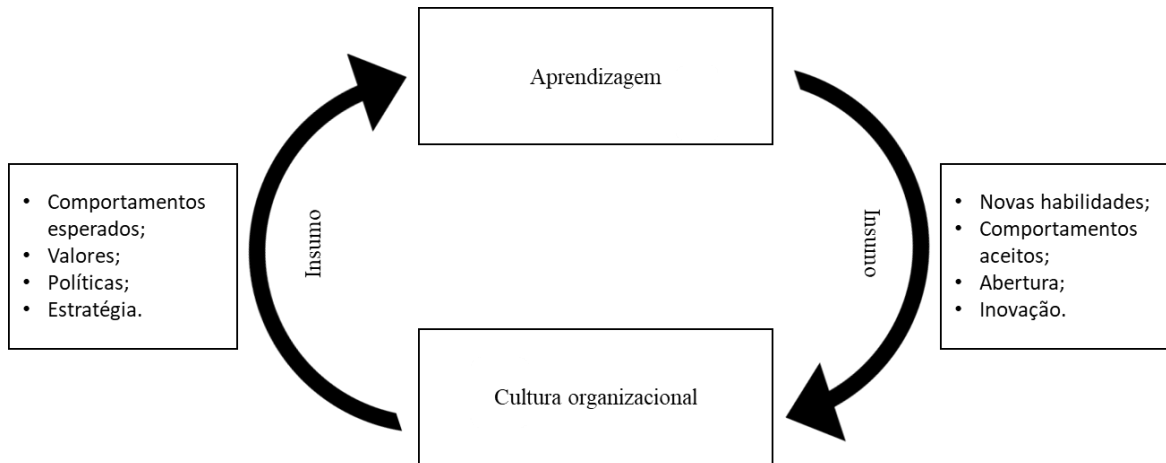 Aprendizagem
• Comportamentos
esperados;
• Valores;
• Políticas;
• Estratégia.
Insumo
Insumo
• Novas habilidades;
• Comportamentos
aceitos;
• Abertura;
• Inovação.
Cultura organizacional